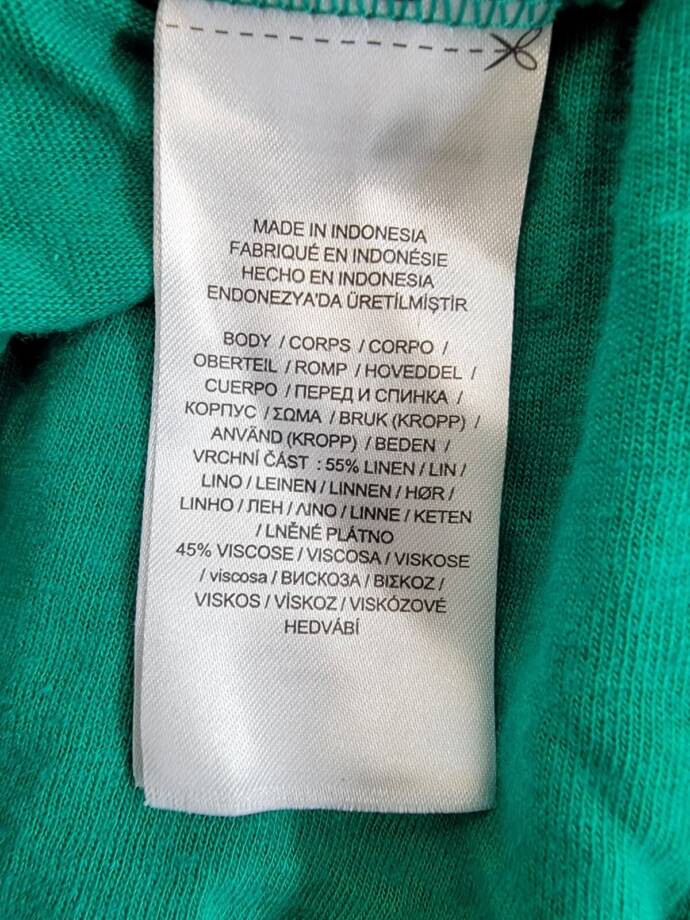 MADE IN INDONESIA
FABRIQUÉ EN INDONÉSIE
HECHO EN INDONESIA
ENDONEZYA'DA ÜRETİLMİŞTİR
BODY / CORPS / CORPO /
OBERTEIL / ROMP / HOVEDDEL /
CUERPO / ПЕРЕД И СПИНКА /
КОРПУС / ΣΩΜΑ / BRUK (KROPP) /
ANVÄND (KROPP) / BEDEN /
VRCHNÍ ČÁST : 55% LINEN / LIN /
LINO / LEINEN / LINNEN / HØR /
LINHO / ЛЕН / ΛΙΝΟ / LINNE / KETEN
/ LNĚNÉ PLÁTNO
45% VISCOSE / VISCOSA / VISKOSE
/ viscosa / ВИСКОЗА / ΒΙΣΚΟΖ /
VISKOS / VİSKOZ / VISKÓZOVÉ
HEDVÁBÍ